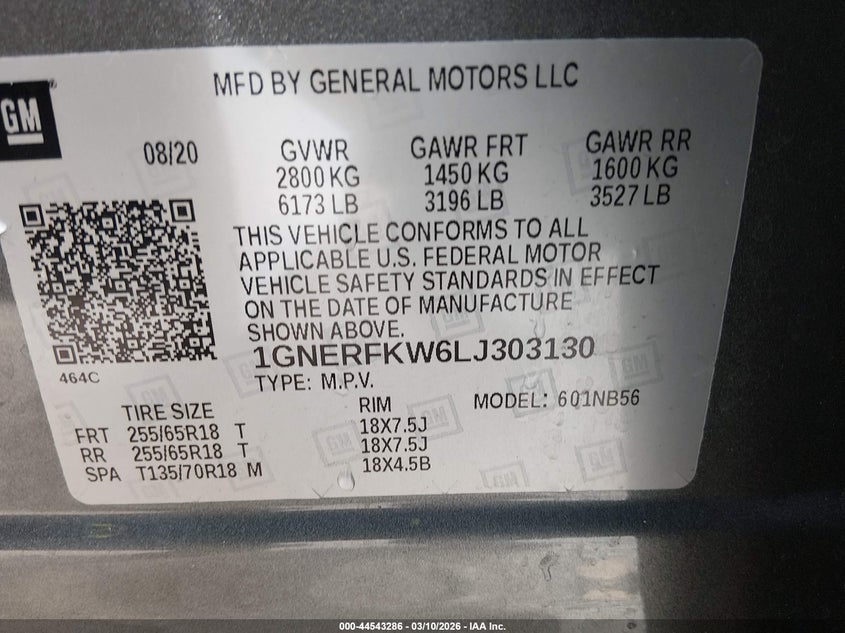 MFD BY GENERAL MOTORS LLC
GM
08/20
GVWR GAWR FRT GAWR RR
2800 KG 1450 KG 1600 KG
6173 LB 3196 LB 3527 LB
THIS VEHICLE CONFORMS TO ALL
APPLICABLE U.S. FEDERAL MOTOR
VEHICLE SAFETY STANDARDS IN EFFECT
ON THE DATE OF MANUFACTURE
SHOWN ABOVE.
1GNERFKW6LJ303130
464C
TYPE: M.P.V.
TIRE SIZE RIM MODEL: 601NB56
FRT 255/65R18 T 18X7.5J
RR 255/65R18 T 18X7.5J
SPA T135/70R18 M 18X4.5B
000-44543286 - 03/10/2026 - IAA Inc.